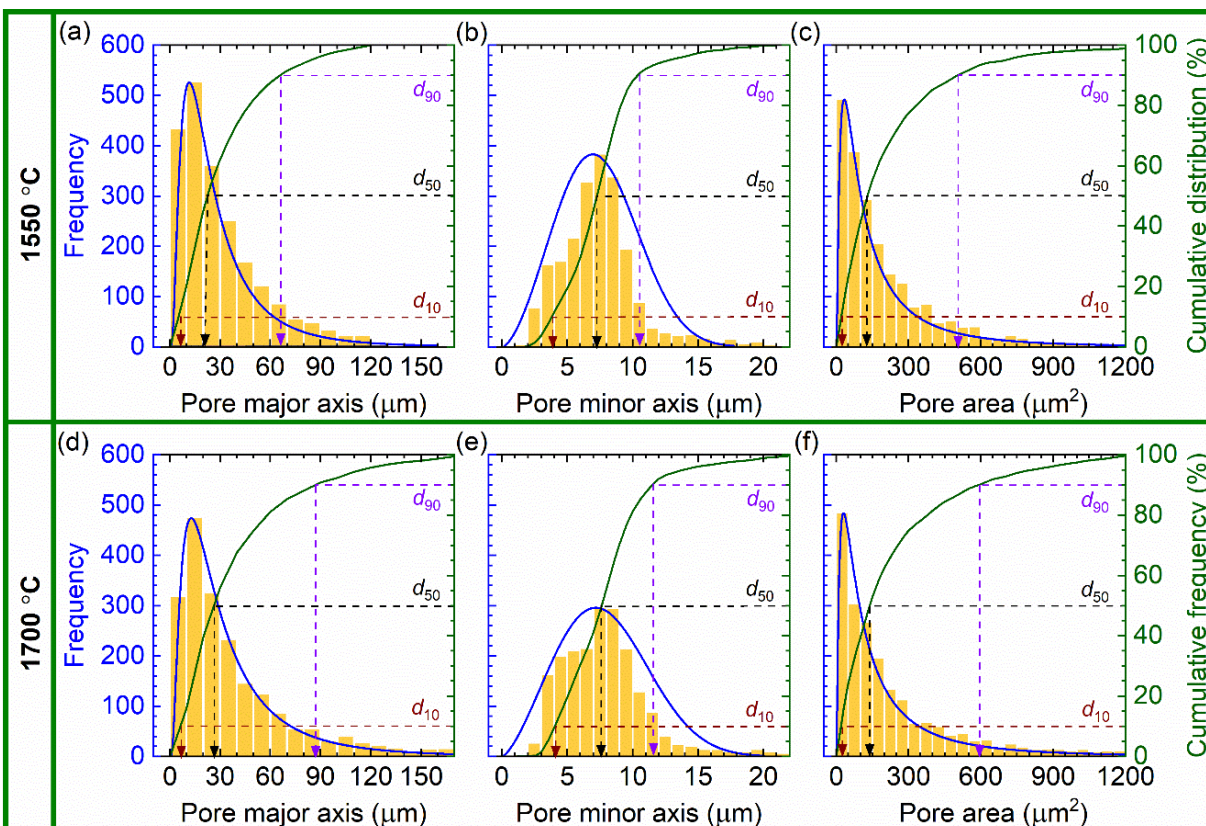 1550 °C
(a)
600
500
400
300
200
100
0
Frequency
d90
d50
d10
0 30 60 90 120 150
Pore major axis (μm)
(b)
d90
d50
d10
0 5 10 15 20
Pore minor axis (μm)
(c)
d90
d50
d10
0 300 600 900 1200
Pore area (μm²)
100
80
60
40
20
0
Cumulative distribution (%)
1700 °C
(d)
600
500
400
300
200
100
0
Frequency
d90
d50
d10
0 30 60 90 120 150
Pore major axis (μm)
(e)
d90
d50
d10
0 5 10 15 20
Pore minor axis (μm)
(f)
d90
d50
d10
0 300 600 900 1200
Pore area (μm²)
100
80
60
40
20
0
Cumulative frequency (%)